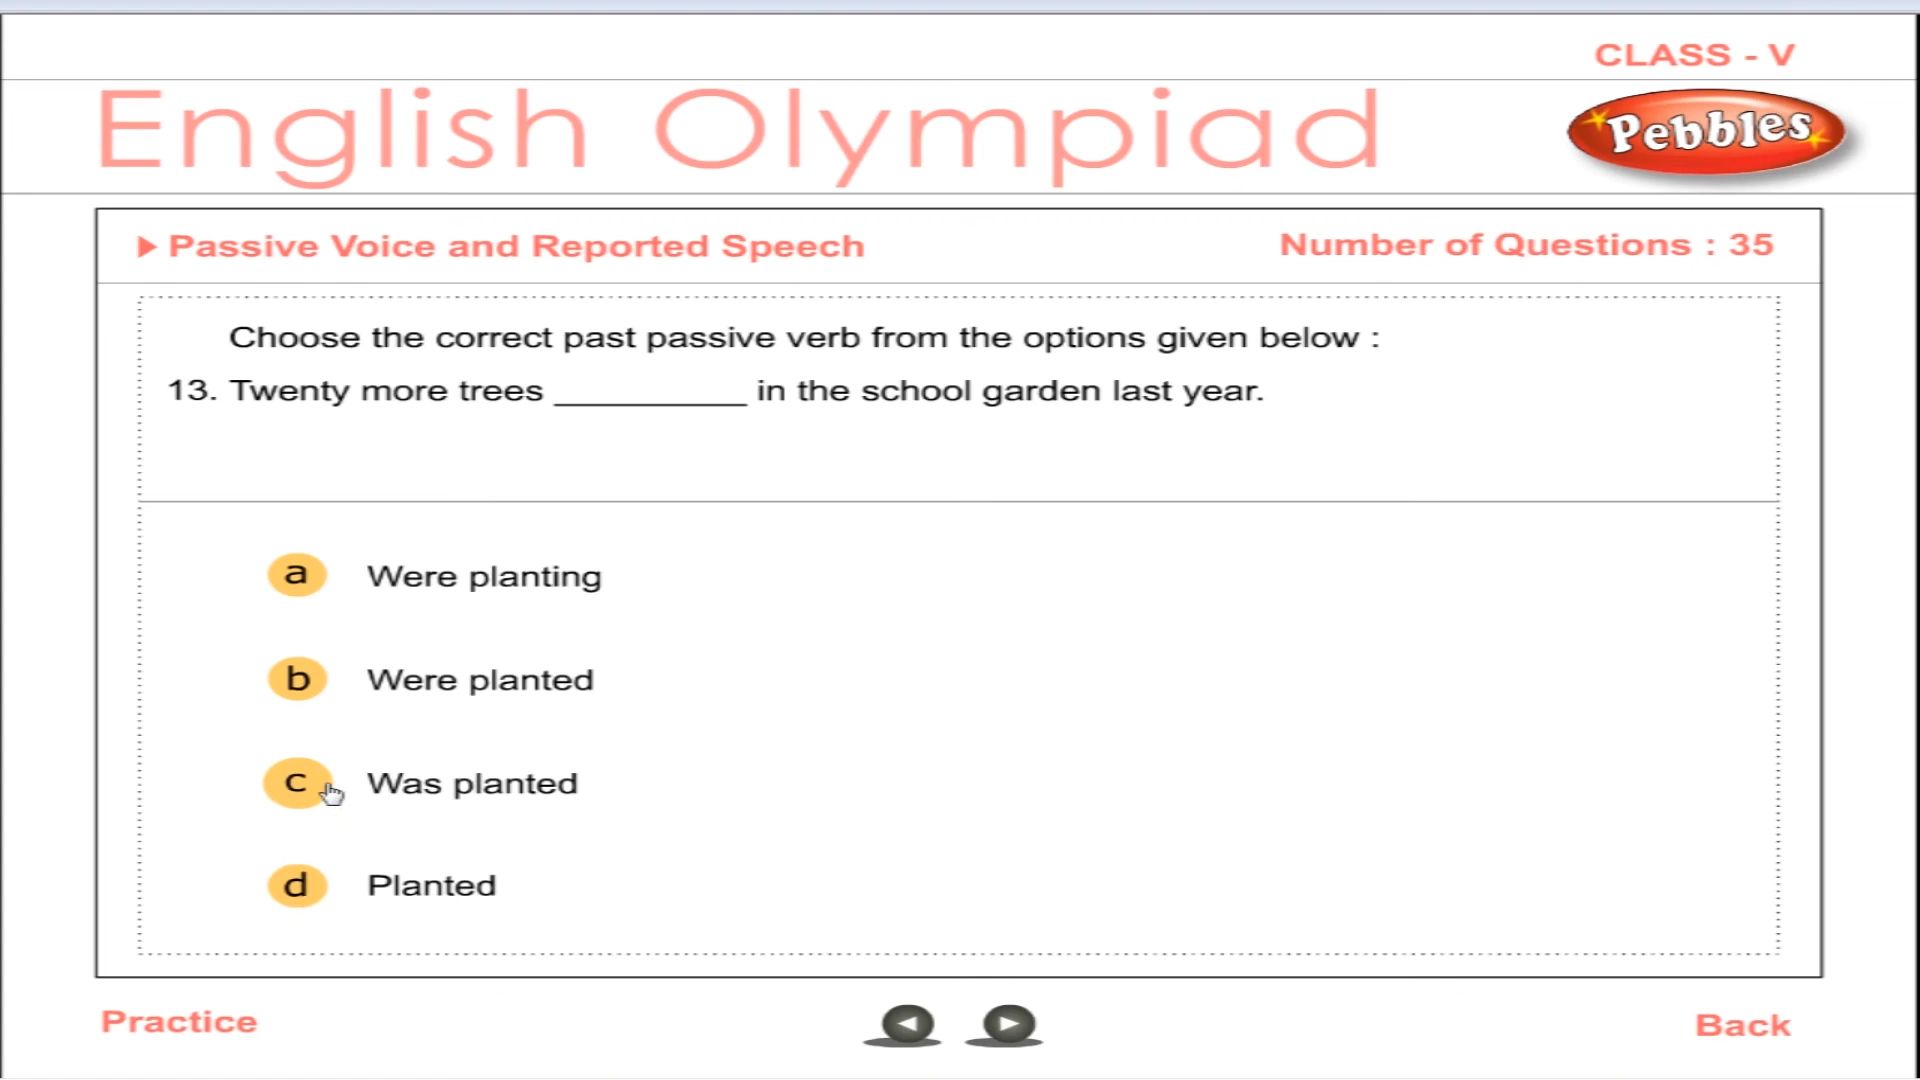 CLASS - V
English Olympiad
Pebbles
Passive Voice and Reported Speech
Number of Questions : 35
Choose the correct past passive verb from the options given below :
13. Twenty more trees __________ in the school garden last year.
a Were planting
b Were planted
c Was planted
d Planted
Practice
Back